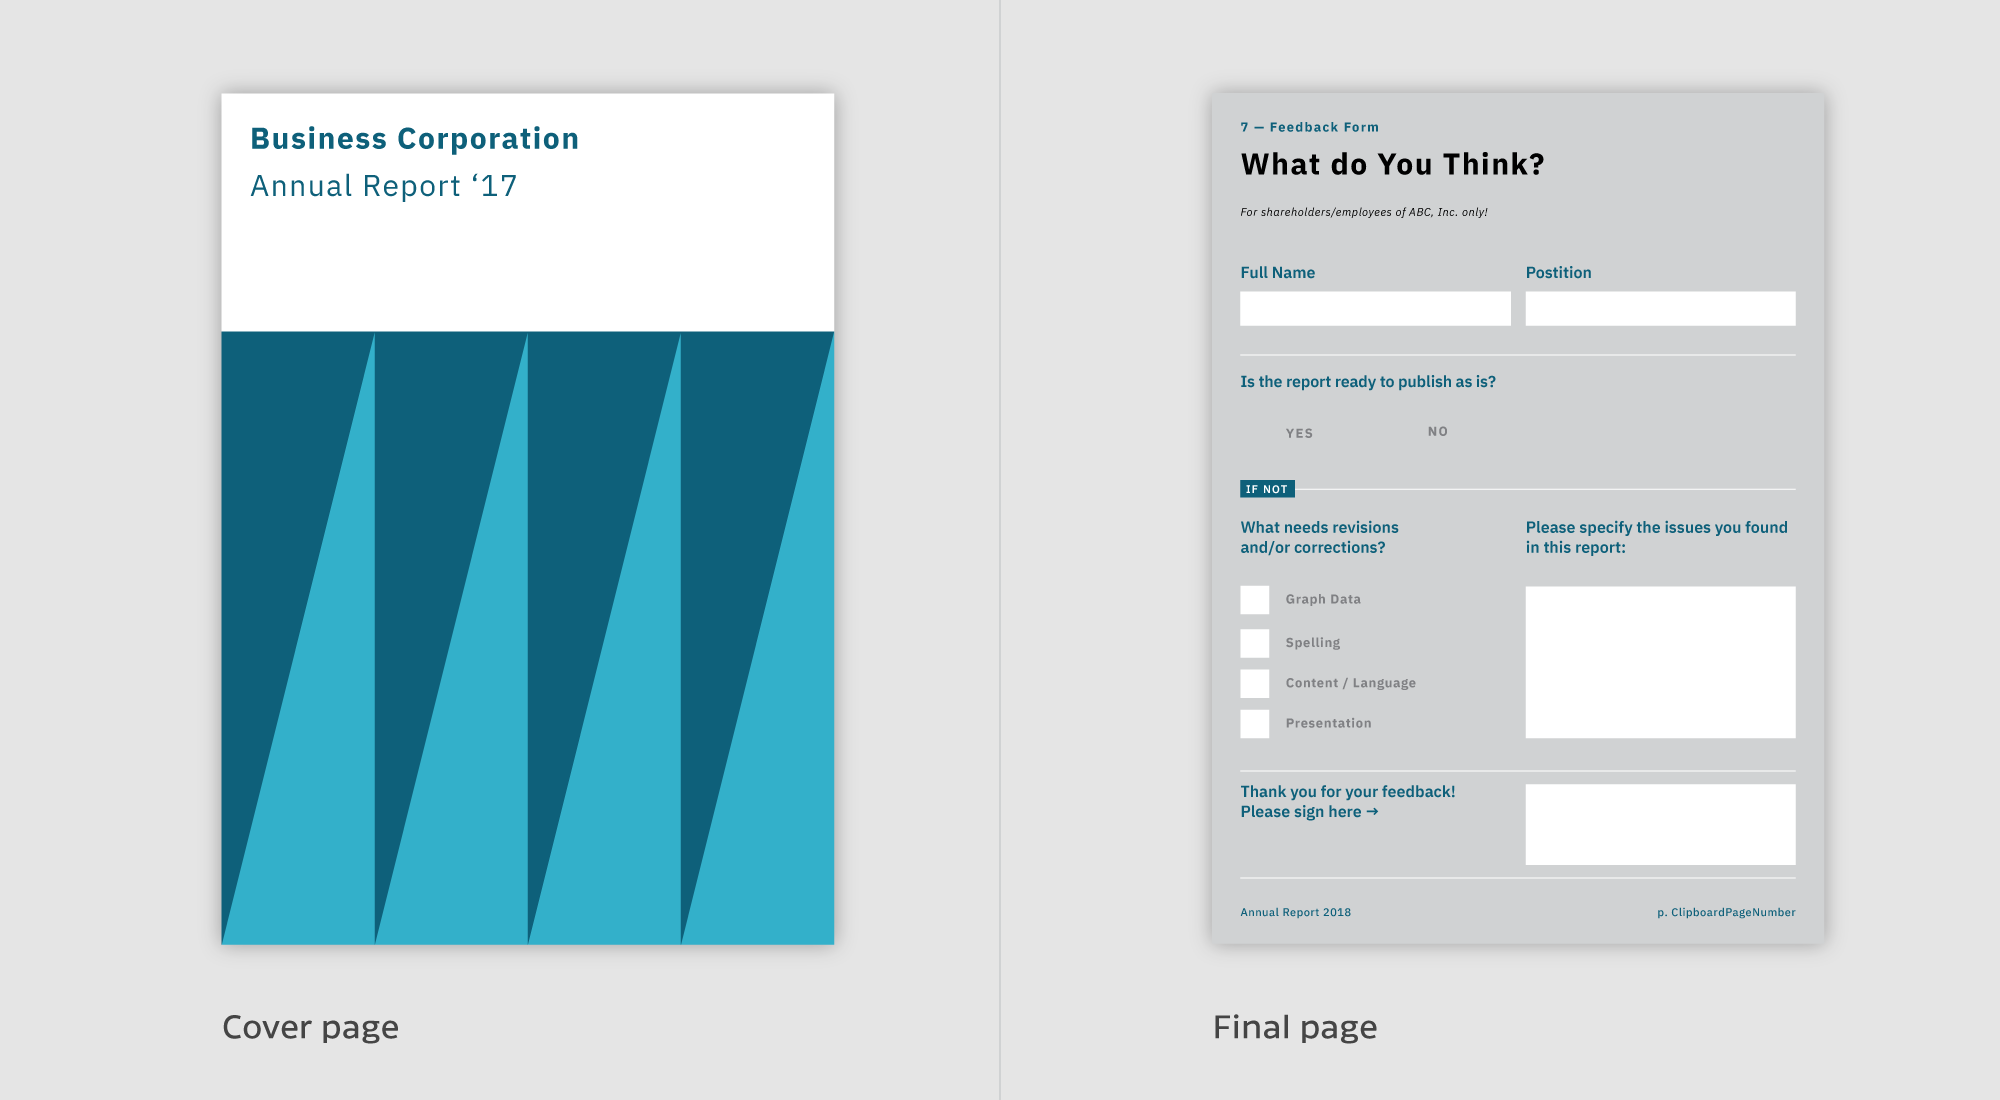 Business Corporation
Annual Report ‘17
Cover page
7 — Feedback Form
What do You Think?
For shareholders/employees of ABC, Inc. only!
Full Name
Postition
Is the report ready to publish as is?
YES
NO
IF NOT
What needs revisions
and/or corrections?
Please specify the issues you found
in this report:
Graph Data
Spelling
Content / Language
Presentation
Thank you for your feedback!
Please sign here →
Annual Report 2018
p. ClipboardPageNumber
Final page